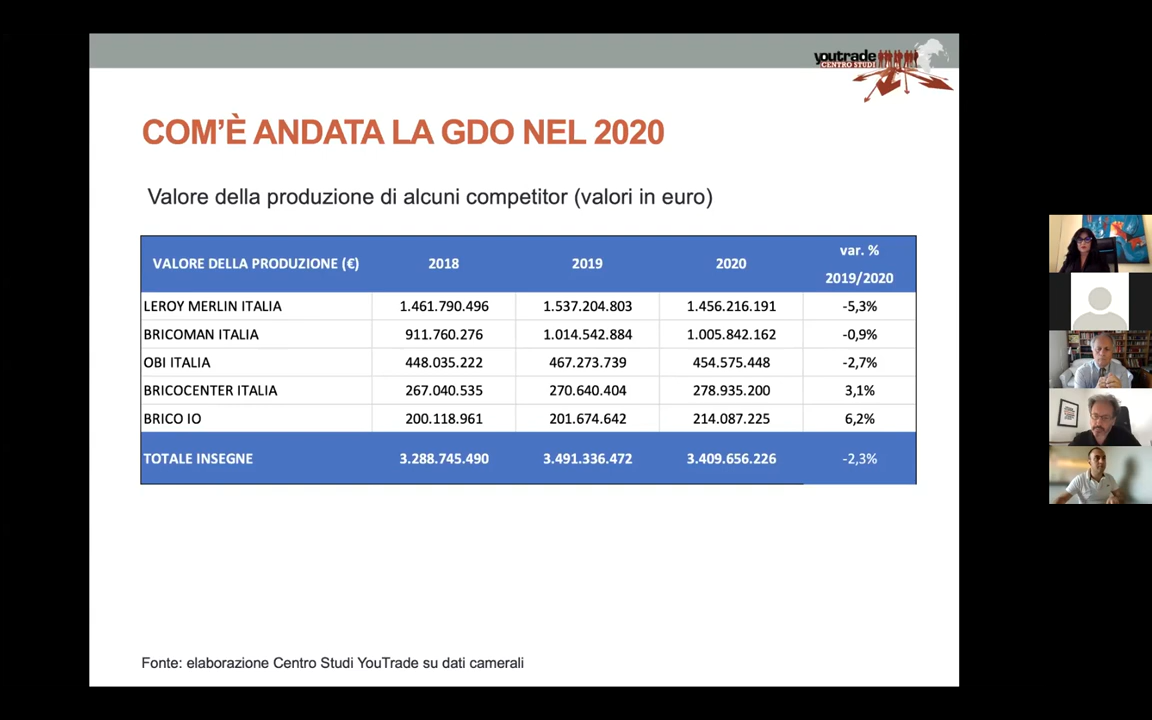 youtrade
CENTRO STUDI
COM'È ANDATA LA GDO NEL 2020
Valore della produzione di alcuni competitor (valori in euro)
VALORE DELLA PRODUZIONE (€) 2018 2019 2020 var. % 2019/2020
LEROY MERLIN ITALIA 1.461.790.496 1.537.204.803 1.456.216.191 -5,3%
BRICOMAN ITALIA 911.760.276 1.014.542.884 1.005.842.162 -0,9%
OBI ITALIA 448.035.222 467.273.739 454.575.448 -2,7%
BRICOCENTER ITALIA 267.040.535 270.640.404 278.935.200 3,1%
BRICO IO 200.118.961 201.674.642 214.087.225 6,2%
TOTALE INSEGNE 3.288.745.490 3.491.336.472 3.409.656.226 -2,3%
Fonte: elaborazione Centro Studi YouTrade su dati camerali